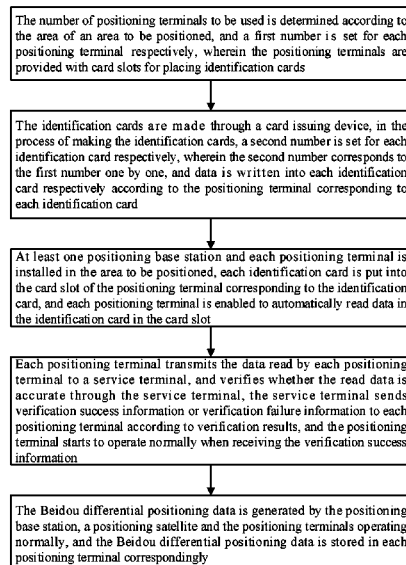 The number of positioning terminals to be used is determined according to
the area of an area to be positioned, and a first number is set for each
positioning terminal respectively, wherein the positioning terminals are
provided with card slots for placing identification cards
The identification cards are made through a card issuing device, in the
process of making the identification cards, a second number is set for each
identification card respectively, wherein the second number corresponds to
the first number one by one, and data is written into each identification
card respectively according to the positioning terminal corresponding to
each identification card
At least one positioning base station and each positioning terminal is
installed in the area to be positioned, each identification card is put into
the card slot of the positioning terminal corresponding to the identification
card, and each positioning terminal is enabled to automatically read data in
the identification card in the card slot
Each positioning terminal transmits the data read by each positioning
terminal to a service terminal, and verifies whether the read data is
accurate through the service terminal, the service terminal sends
verification success information or verification failure information to each
positioning terminal according to verification results, and the positioning
terminal starts to operate normally when receiving the verification success
information
The Beidou differential positioning data is generated by the positioning
base station, a positioning satellite and the positioning terminals operating
normally, and the Beidou differential positioning data is stored in each
positioning terminal correspondingly